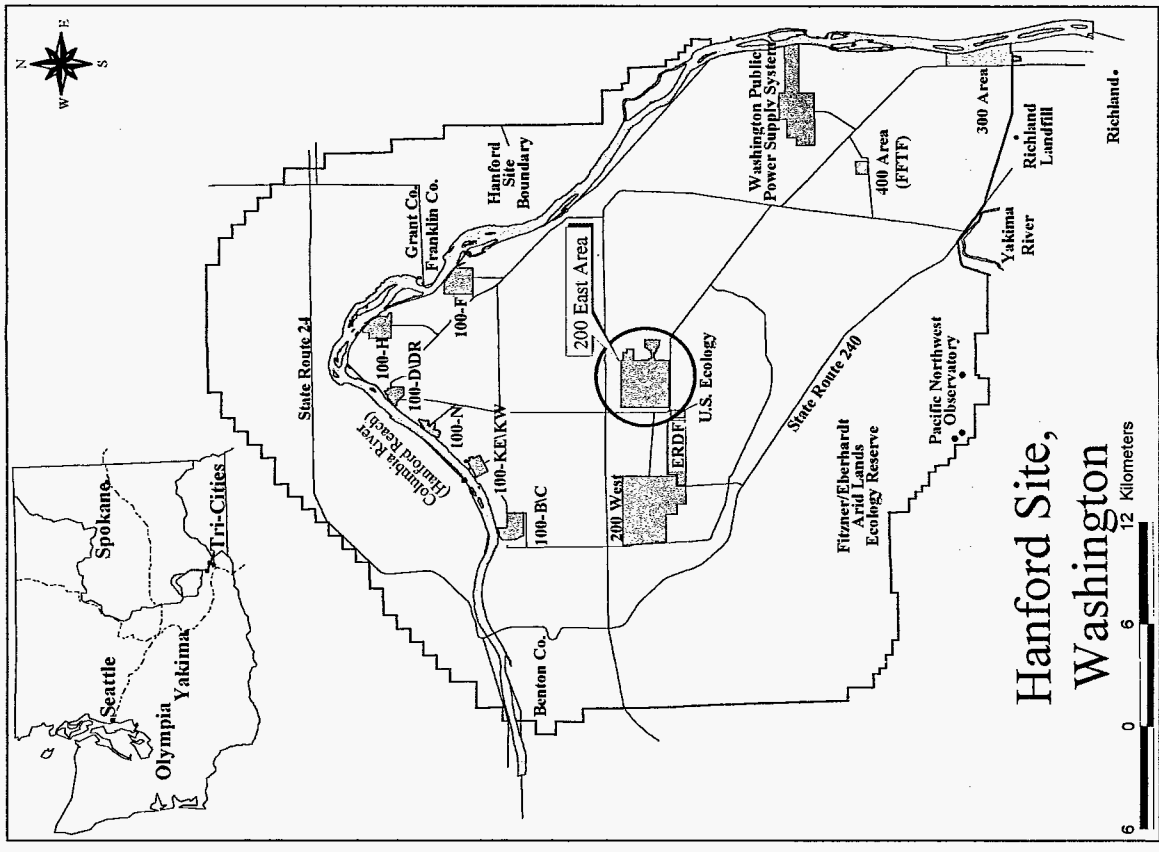 N
E
S
W
Seattle
Spokane
Olympia
Yakima
Tri-Cities
State Route 24
Grant Co.
Franklin Co.
Hanford
Site
Boundary
Columbia River
(Hanford Reach)
100-H
100-D\DR
100-F
100-N
100-KE\KW
100-B\C
Benton Co.
200 East Area
200 West
ERDF
U.S. Ecology
Washington Public
Power Supply System
400 Area
(FFTF)
300 Area
State Route 240
Fitzner/Eberhardt
Arid Lands
Ecology Reserve
Pacific Northwest
Observatory
Yakima
River
Richland
Landfill
Richland
Hanford Site,
Washington
6 0 6 12 Kilometers